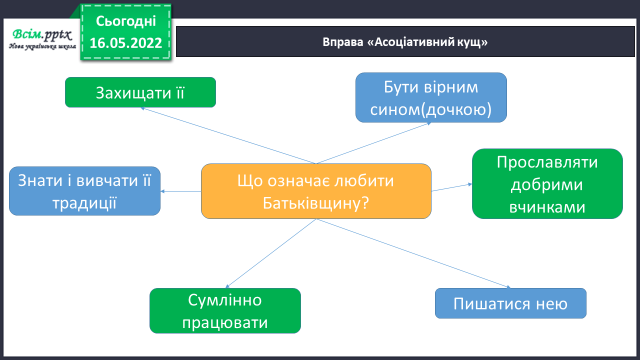 Всім.pptx
Нова українська школа
Сьогодні
16.05.2022
Вправа «Асоціативний кущ»
Захищати її
Бути вірним
сином(дочкою)
Знати і вивчати її
традиції
Що означає любити
Батьківщину?
Прославляти
добрими
вчинками
Сумлінно
працювати
Пишатися нею